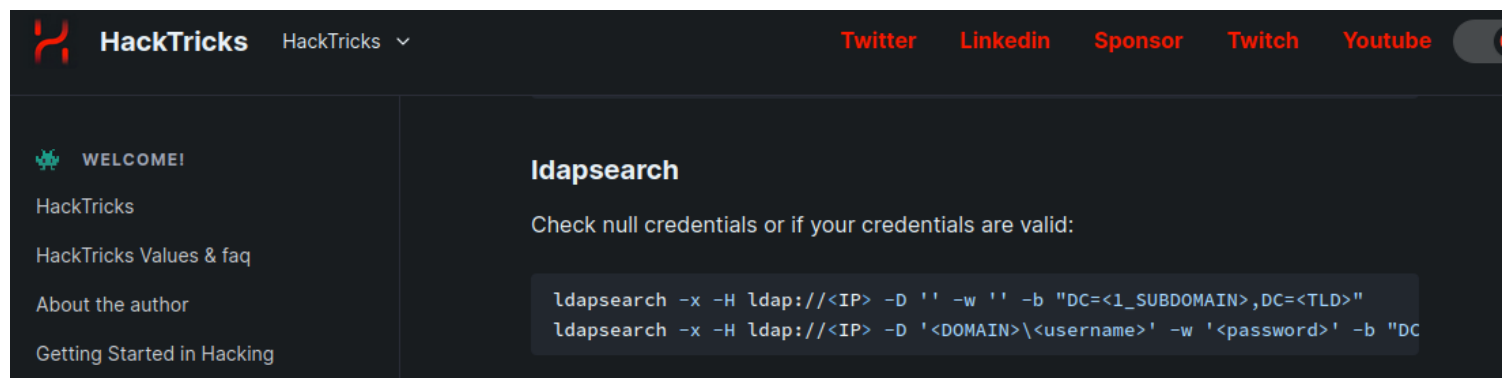 HackTricks HackTricks Twitter Linkedin Sponsor Twitch Youtube
WELCOME!
HackTricks
HackTricks Values & faq
About the author
Getting Started in Hacking
ldapsearch
Check null credentials or if your credentials are valid:
ldapsearch -x -H ldap://<IP> -D '' -w '' -b "DC=<1_SUBDOMAIN>,DC=<TLD>"
ldapsearch -x -H ldap://<IP> -D '<DOMAIN>\<username>' -w '<password>' -b "DC